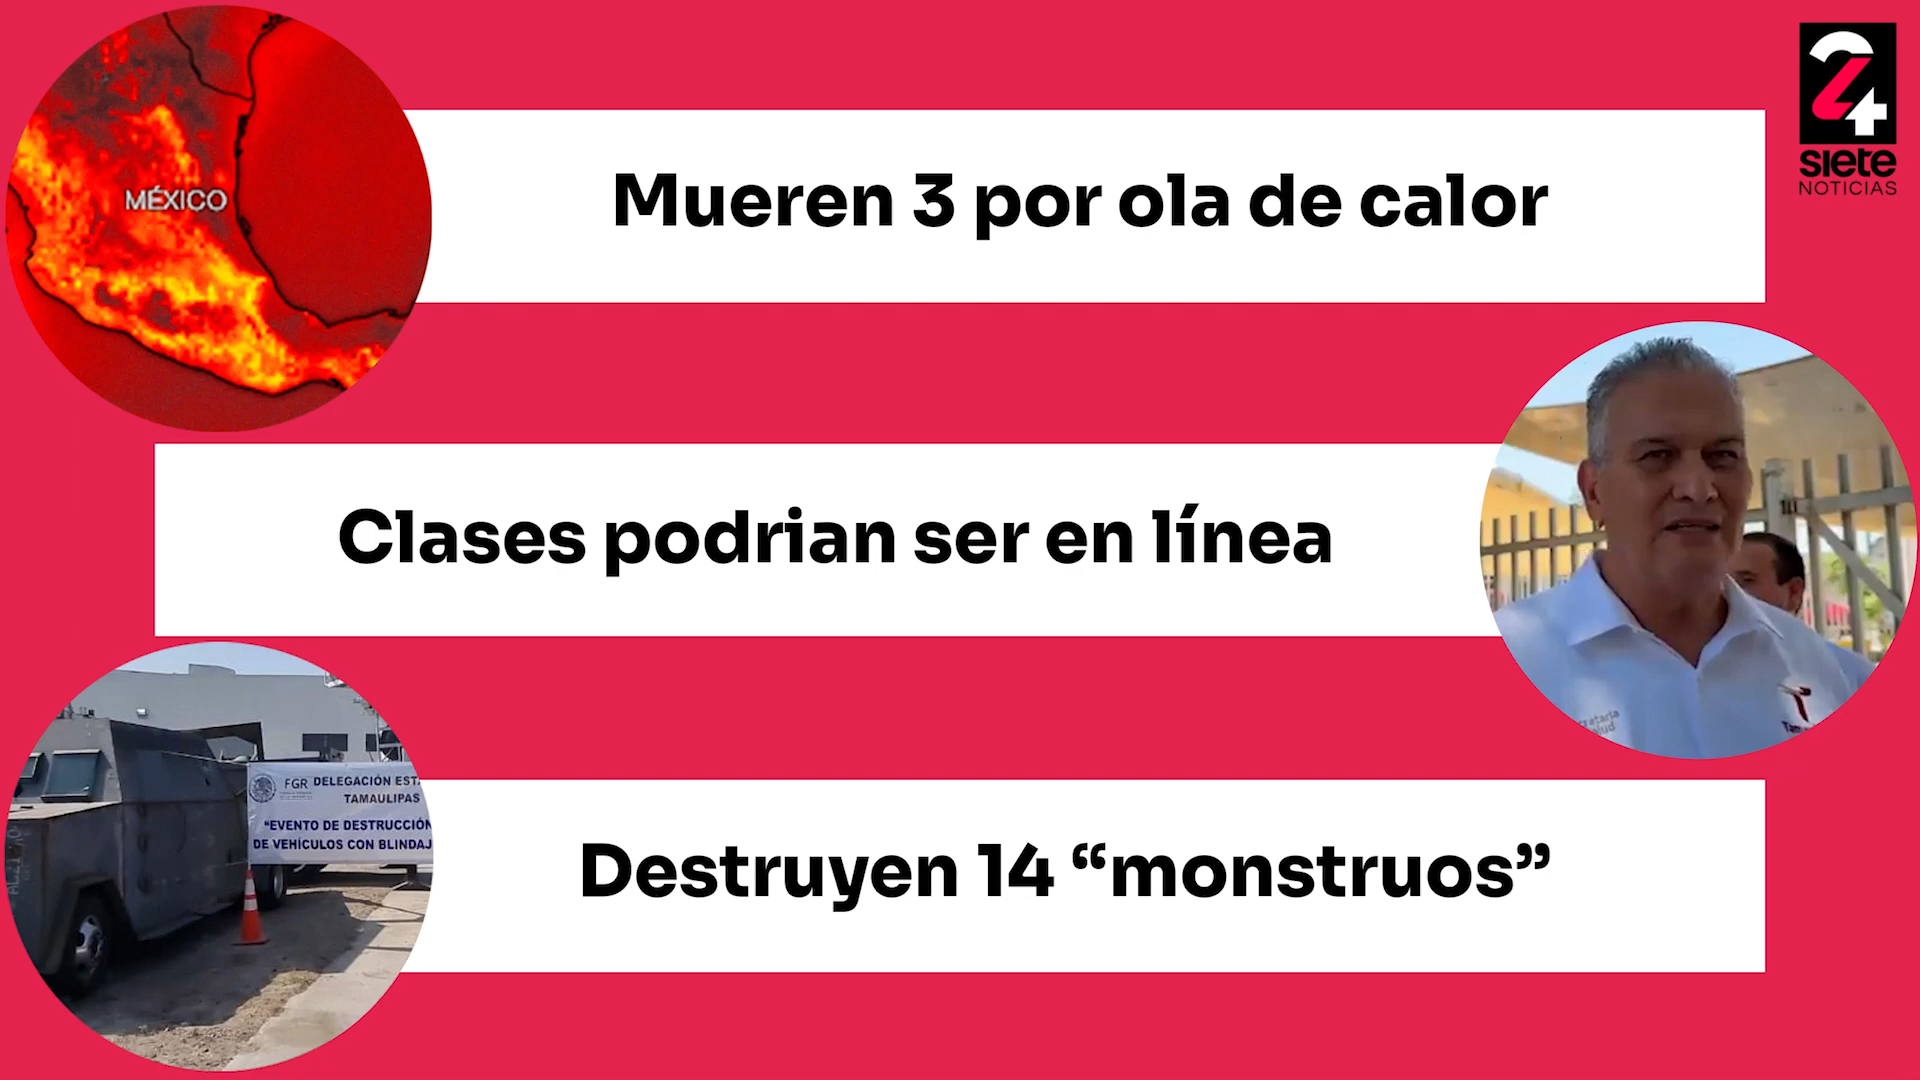 24
siete
NOTICIAS
MÉXICO
Mueren 3 por ola de calor
Clases podrian ser en línea
FGR DELEGACIÓN EST
TAMAULIPAS
“EVENTO DE DESTRUCCIÓN
DE VEHÍCULOS CON BLINDAJ
Destruyen 14 “monstruos”